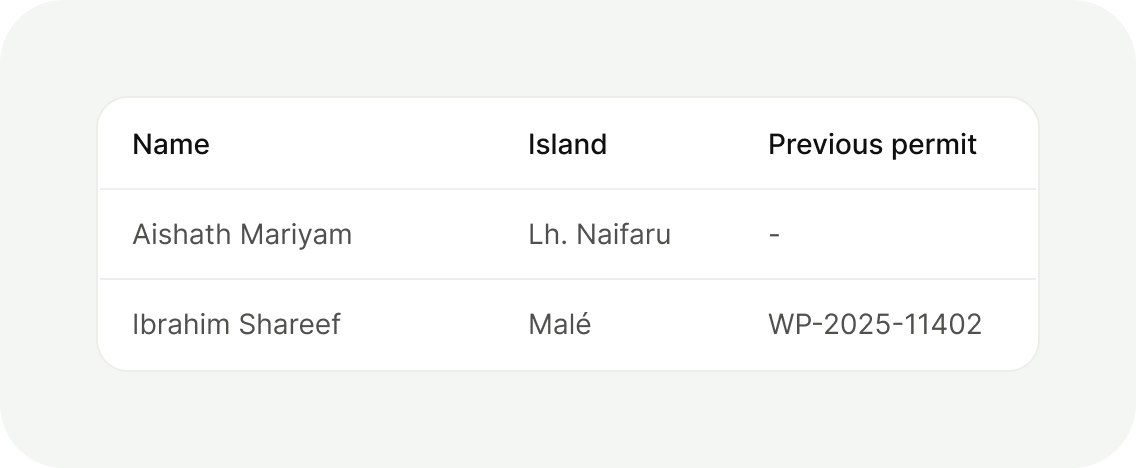 Name Island Previous permit
Aishath Mariyam Lh. Naifaru -
Ibrahim Shareef Malé WP-2025-11402